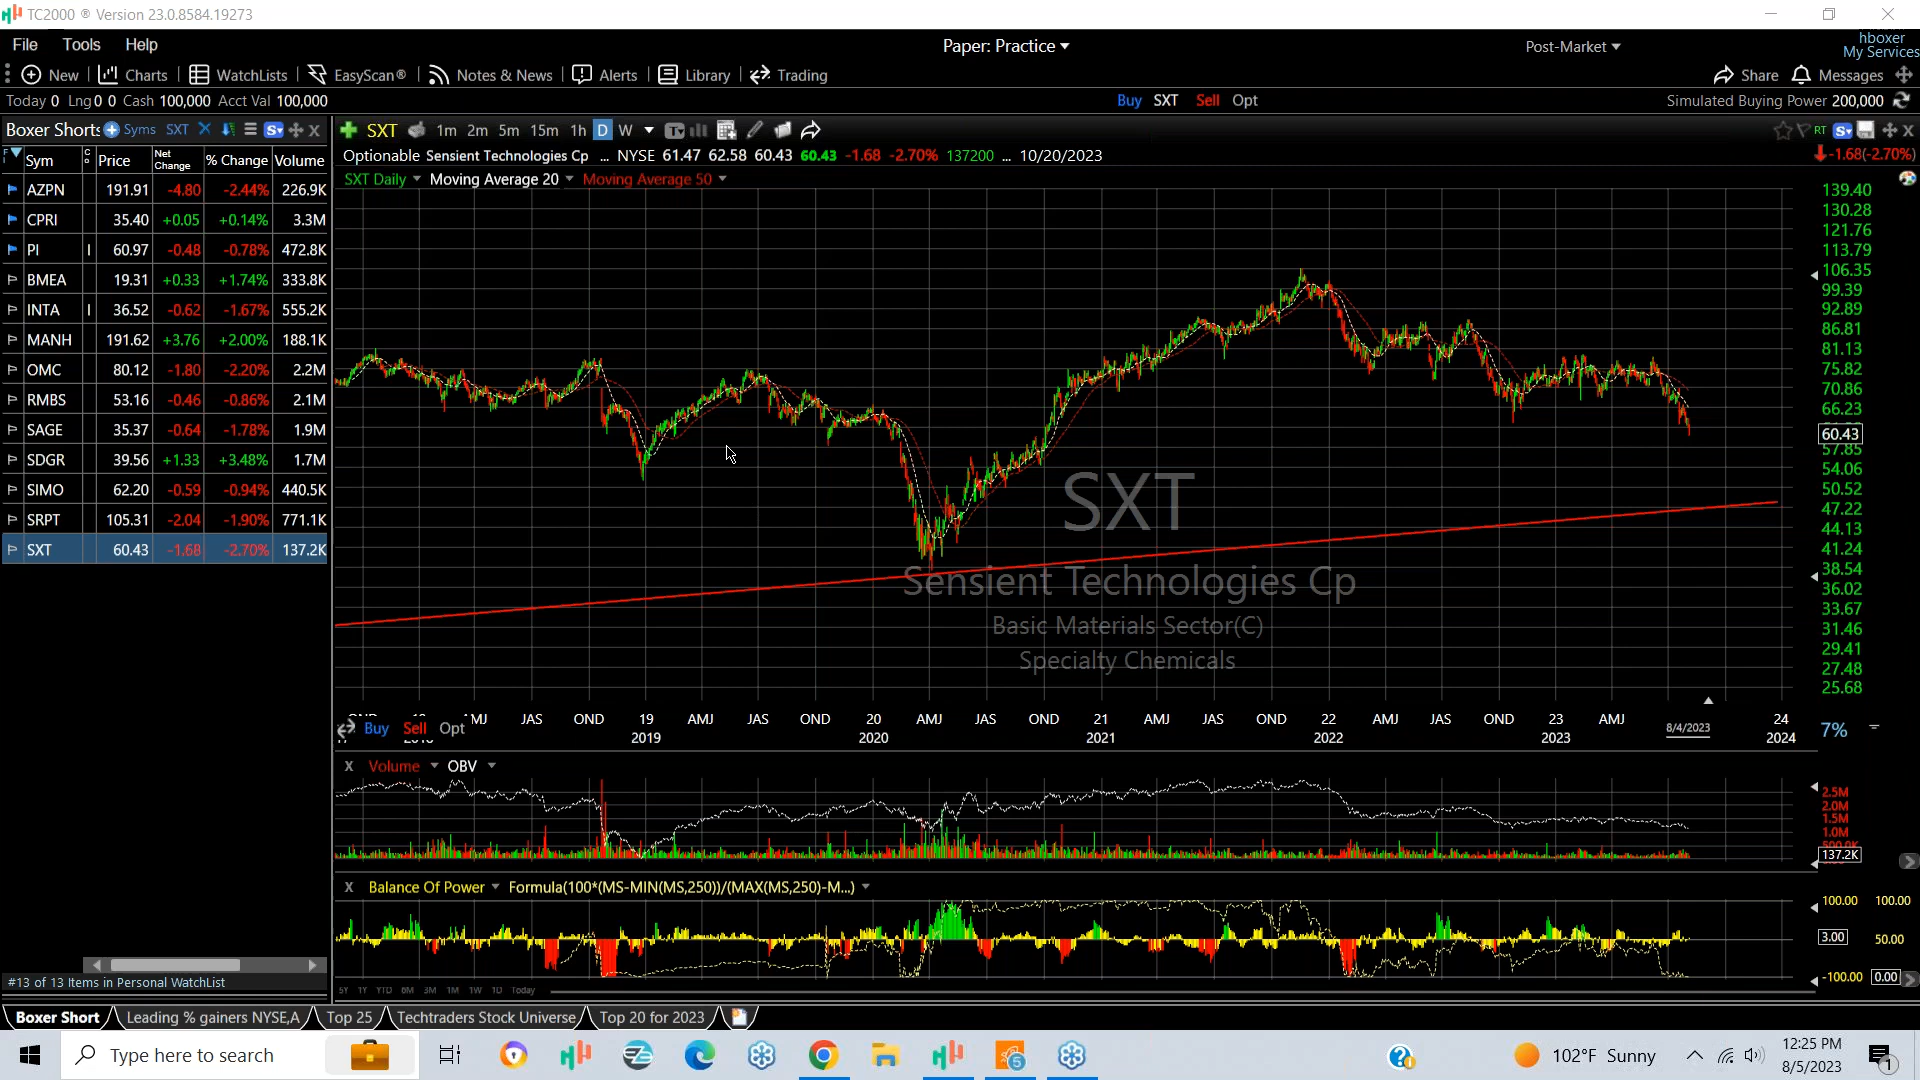 TC2000 ® Version 23.0.8584.19273
File Tools Help
Paper: Practice
Post-Market
hboxer
My Services
New Charts WatchLists EasyScan® Notes & News Alerts Library Trading
Share Messages
Today 0 Lng 0 0 Cash 100,000 Acct Val 100,000
Buy SXT Sell Opt
Simulated Buying Power 200,000
Boxer Shorts Syms SXT
SXT 1m 2m 5m 15m 1h D W
RT
Optionable Sensient Technologies Cp ... NYSE 61.47 62.58 60.43 60.43 -1.68 -2.70% 137200 ... 10/20/2023
-1.68(-2.70%)
SXT Daily Moving Average 20 Moving Average 50
Sym Price Net Change % Change Volume
AZPN 191.91 -4.80 -2.44% 226.9K
CPRI 35.40 +0.05 +0.14% 3.3M
PI I 60.97 -0.48 -0.78% 472.8K
BMEA 19.31 +0.33 +1.74% 333.8K
INTA I 36.52 -0.62 -1.67% 555.2K
MANH 191.62 +3.76 +2.00% 188.1K
OMC 80.12 -1.80 -2.20% 2.2M
RMBS 53.16 -0.46 -0.86% 2.1M
SAGE 35.37 -0.64 -1.78% 1.9M
SDGR 39.56 +1.33 +3.48% 1.7M
SIMO 62.20 -0.59 -0.94% 440.5K
SRPT 105.31 -2.04 -1.90% 771.1K
SXT 60.43 -1.68 -2.70% 137.2K
#13 of 13 Items in Personal WatchList
139.40
130.28
121.76
113.79
106.35
99.39
92.89
86.81
81.13
75.82
70.86
66.23
60.43
57.85
54.06
50.52
47.22
44.13
41.24
38.54
36.02
33.67
31.46
29.41
27.48
25.68
SXT
Sensient Technologies Cp
Basic Materials Sector(C)
Specialty Chemicals
JAS OND 19 AMJ JAS OND 20 AMJ JAS OND 21 AMJ JAS OND 22 AMJ JAS OND 23 AMJ 24
Buy Sell Opt
2019 2020 2021 2022 2023 8/4/2023 2024
7%
X Volume OBV
2.5M
2.0M
1.5M
1.0M
137.2K
X Balance Of Power Formula(100*(MS-MIN(MS,250))/(MAX(MS,250)-M...)
100.00 100.00
3.00 50.00
-100.00 0.00
5Y 1Y YTD 6M 3M 1M 1W 1D Today
Boxer Short Leading % gainers NYSE,A Top 25 Techtraders Stock Universe Top 20 for 2023
Type here to search
102°F Sunny
12:25 PM
8/5/2023
1